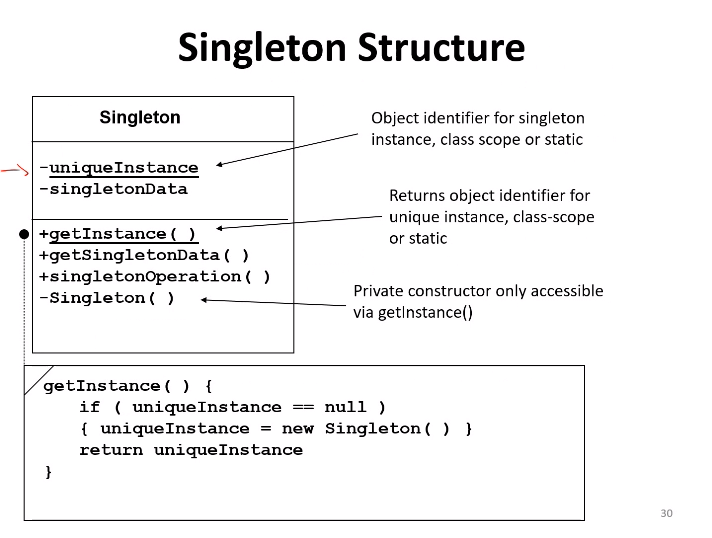 Singleton Structure
Singleton
-uniqueInstance
-singletonData
+getInstance( )
+getSingletonData( )
+singletonOperation( )
-Singleton( )
Object identifier for singleton
instance, class scope or static
Returns object identifier for
unique instance, class-scope
or static
Private constructor only accessible
via getInstance()
getInstance( ) {
if ( uniqueInstance == null )
{ uniqueInstance = new Singleton( ) }
return uniqueInstance
}
30